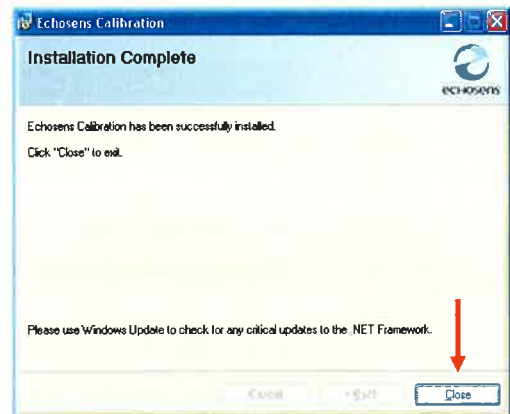 Echosens Calibration
Installation Complete
ECHOSENS
Echosens Calibration has been successfully installed.
Click "Close" to exit.
Please use Windows Update to check for any critical updates to the .NET Framework.
Cancel < Back Close